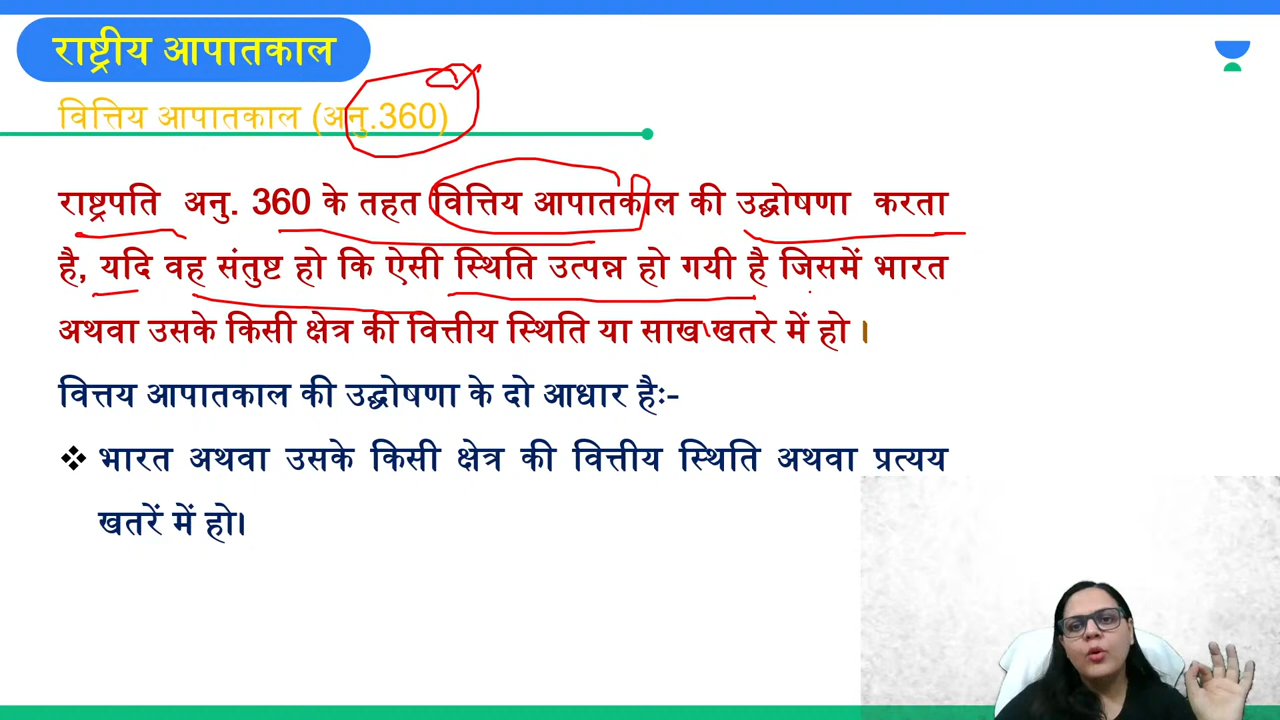 राष्ट्रीय आपातकाल
वित्तिय आपातकाल (अनु.360)
राष्ट्रपति अनु. 360 के तहत वित्तिय आपातकाल की उद्घोषणा करता
है, यदि वह संतुष्ट हो कि ऐसी स्थिति उत्पन्न हो गयी है जिसमें भारत
अथवा उसके किसी क्षेत्र की वित्तीय स्थिति या साख खतरे में हो ।
वित्तय आपातकाल की उद्घोषणा के दो आधार हैः-
❖ भारत अथवा उसके किसी क्षेत्र की वित्तीय स्थिति अथवा प्रत्यय
खतरें में हो।